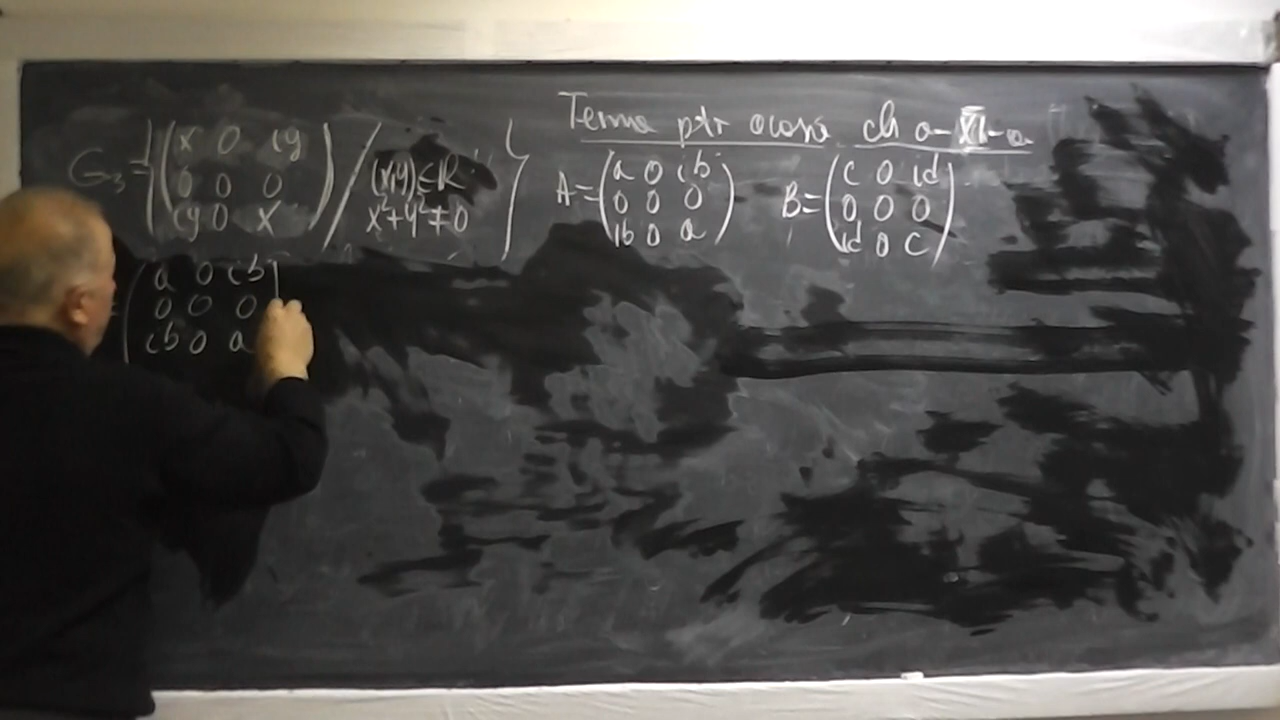 Tema ptr acasă cls a-XI-a
G₃ = { (x 0 iy / 0 0 0 / iy 0 x) / (x,y) ∈ R, x²+y² ≠ 0 }
A = (a 0 ib / 0 0 0 / ib 0 a) B = (c 0 id / 0 0 0 / id 0 c)
(a 0 ib
0 0 0
ib 0 a